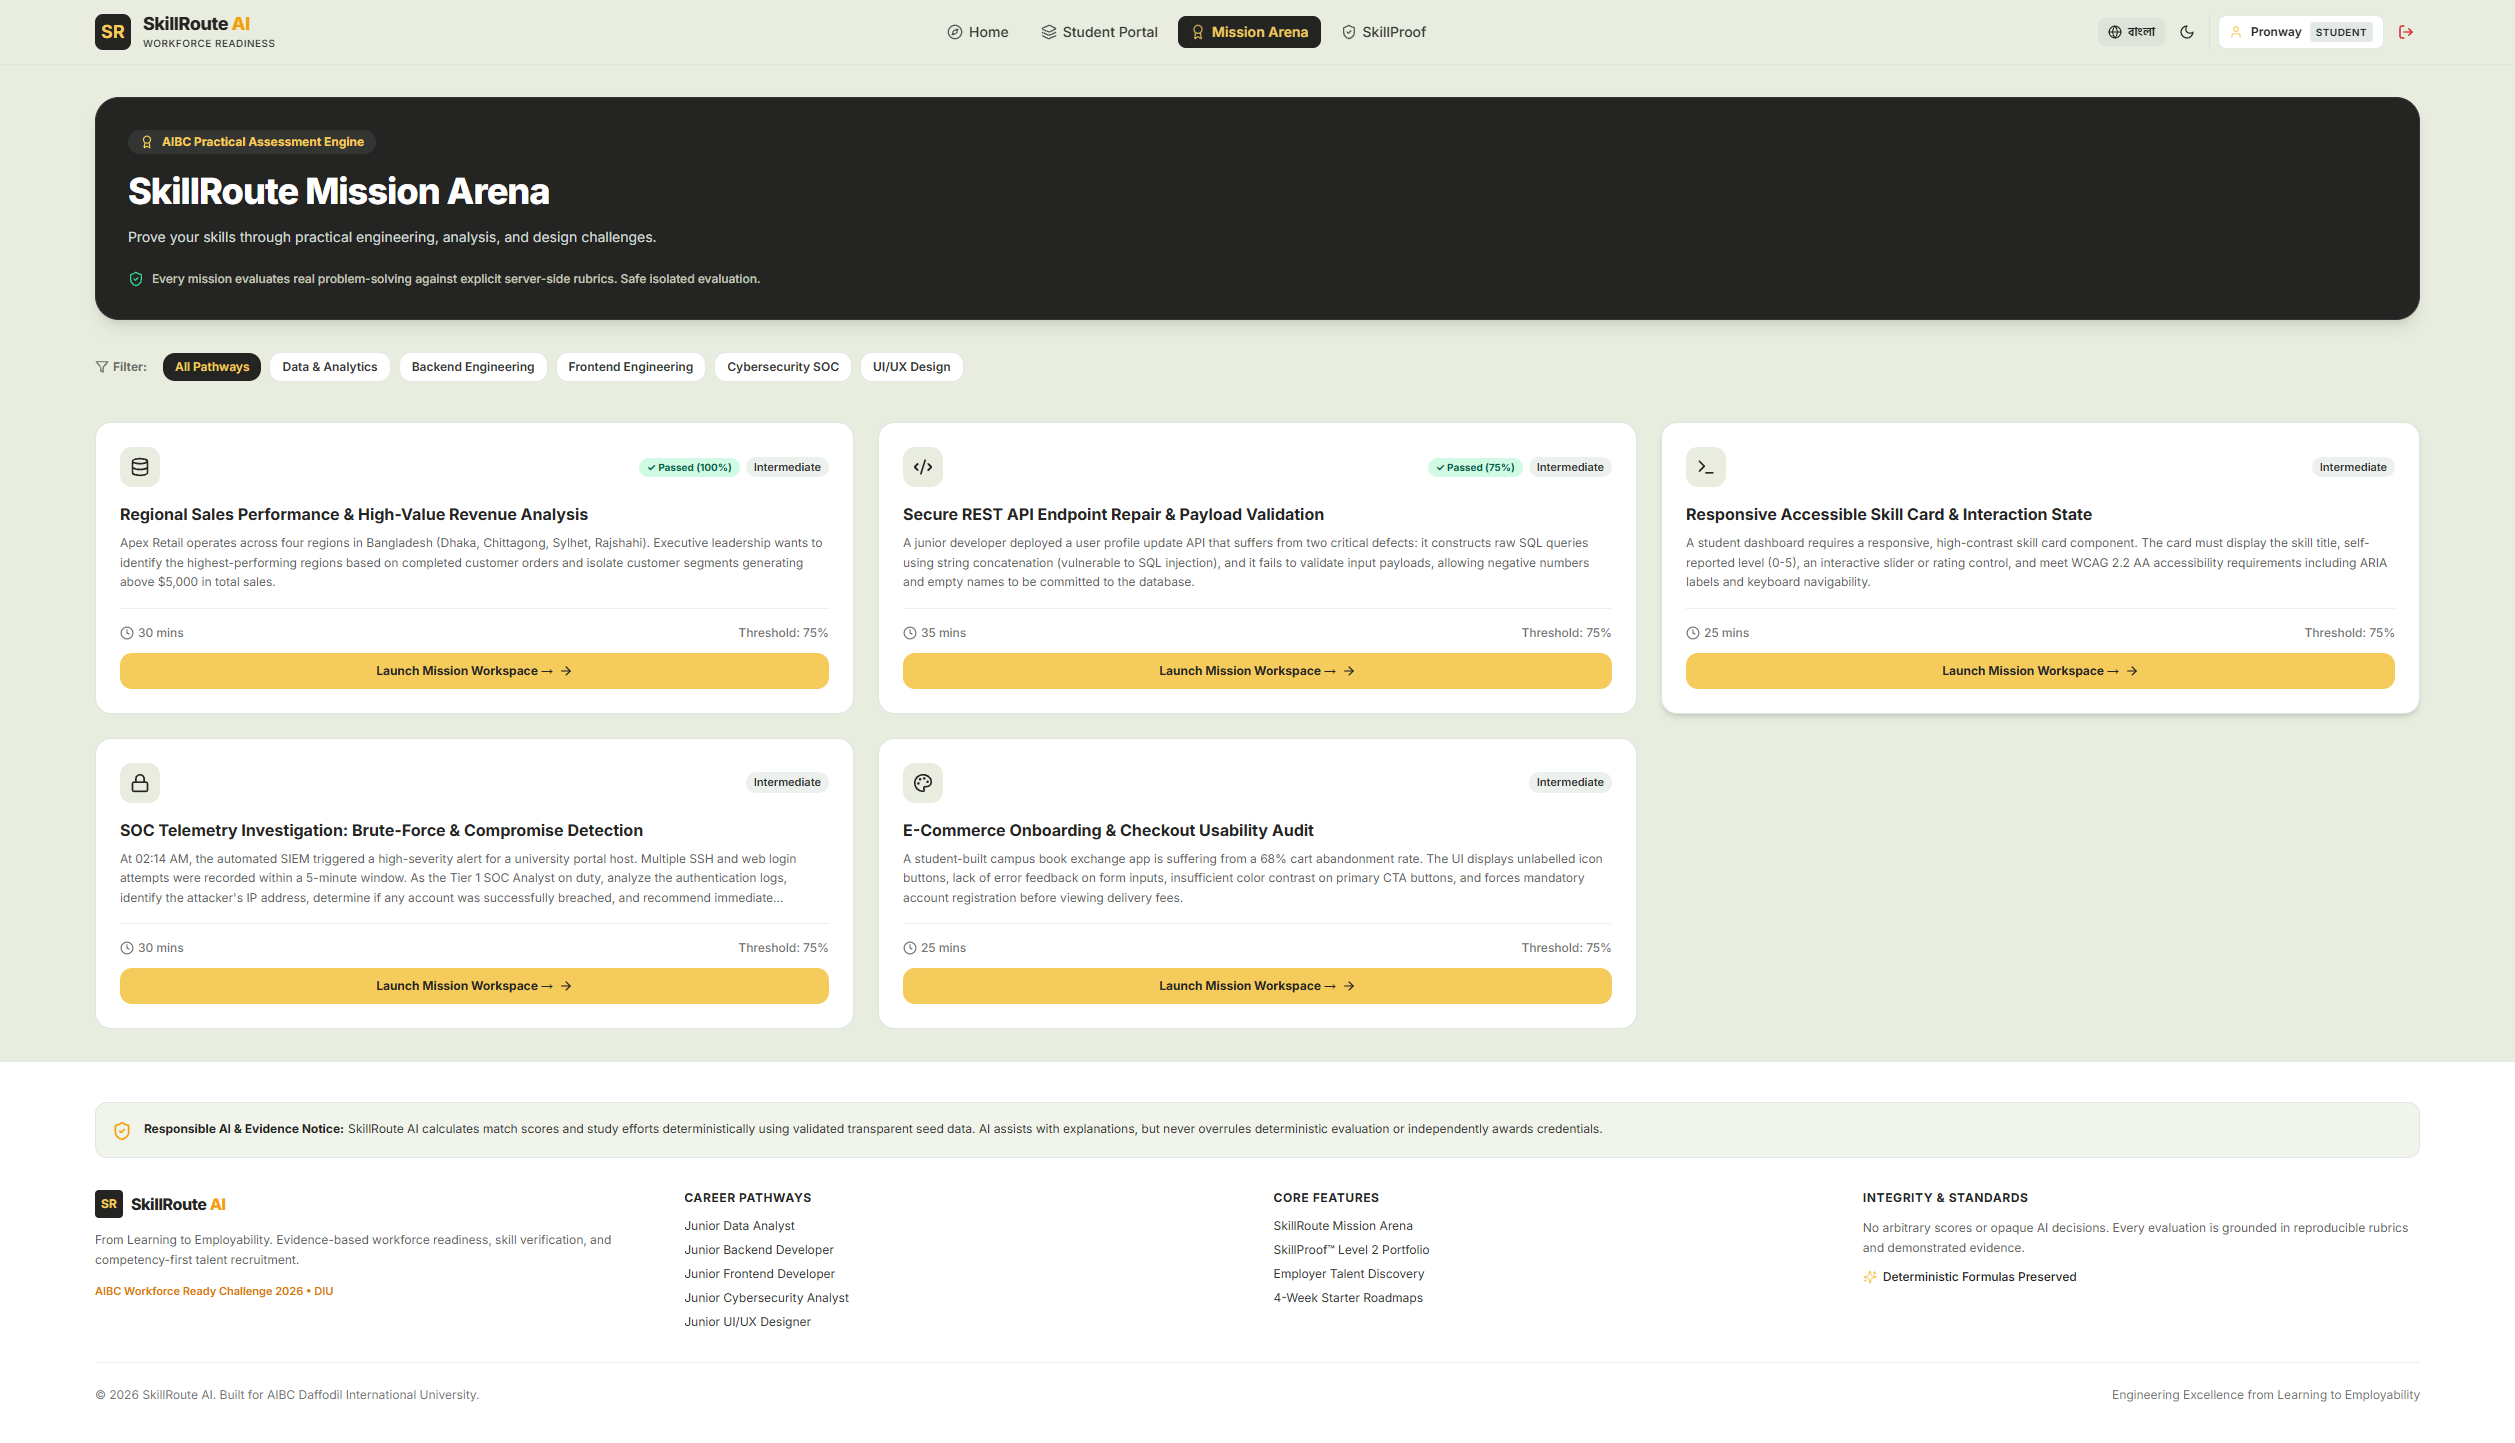 SR
SkillRoute AI
WORKFORCE READINESS
Home
Student Portal
Mission Arena
SkillProof
বাংলা
Pronway STUDENT
AIBC Practical Assessment Engine
SkillRoute Mission Arena
Prove your skills through practical engineering, analysis, and design challenges.
Every mission evaluates real problem-solving against explicit server-side rubrics. Safe isolated evaluation.
Filter:
All Pathways
Data & Analytics
Backend Engineering
Frontend Engineering
Cybersecurity SOC
UI/UX Design
✓ Passed (100%)
Intermediate
Regional Sales Performance & High-Value Revenue Analysis
Apex Retail operates across four regions in Bangladesh (Dhaka, Chittagong, Sylhet, Rajshahi). Executive leadership wants to
identify the highest-performing regions based on completed customer orders and isolate customer segments generating
above $5,000 in total sales.
30 mins
Threshold: 75%
Launch Mission Workspace → →
✓ Passed (75%)
Intermediate
Secure REST API Endpoint Repair & Payload Validation
A junior developer deployed a user profile update API that suffers from two critical defects: it constructs raw SQL queries
using string concatenation (vulnerable to SQL injection), and it fails to validate input payloads, allowing negative numbers
and empty names to be committed to the database.
35 mins
Threshold: 75%
Launch Mission Workspace → →
Intermediate
Responsive Accessible Skill Card & Interaction State
A student dashboard requires a responsive, high-contrast skill card component. The card must display the skill title, self-
reported level (0-5), an interactive slider or rating control, and meet WCAG 2.2 AA accessibility requirements including ARIA
labels and keyboard navigability.
25 mins
Threshold: 75%
Launch Mission Workspace → →
Intermediate
SOC Telemetry Investigation: Brute-Force & Compromise Detection
At 02:14 AM, the automated SIEM triggered a high-severity alert for a university portal host. Multiple SSH and web login
attempts were recorded within a 5-minute window. As the Tier 1 SOC Analyst on duty, analyze the authentication logs,
identify the attacker's IP address, determine if any account was successfully breached, and recommend immediate...
30 mins
Threshold: 75%
Launch Mission Workspace → →
Intermediate
E-Commerce Onboarding & Checkout Usability Audit
A student-built campus book exchange app is suffering from a 68% cart abandonment rate. The UI displays unlabelled icon
buttons, lack of error feedback on form inputs, insufficient color contrast on primary CTA buttons, and forces mandatory
account registration before viewing delivery fees.
25 mins
Threshold: 75%
Launch Mission Workspace → →
Responsible AI & Evidence Notice: SkillRoute AI calculates match scores and study efforts deterministically using validated transparent seed data. AI assists with explanations, but never overrules deterministic evaluation or independently awards credentials.
SR
SkillRoute AI
From Learning to Employability. Evidence-based workforce readiness, skill verification, and
competency-first talent recruitment.
AIBC Workforce Ready Challenge 2026 • DIU
CAREER PATHWAYS
Junior Data Analyst
Junior Backend Developer
Junior Frontend Developer
Junior Cybersecurity Analyst
Junior UI/UX Designer
CORE FEATURES
SkillRoute Mission Arena
SkillProof™ Level 2 Portfolio
Employer Talent Discovery
4-Week Starter Roadmaps
INTEGRITY & STANDARDS
No arbitrary scores or opaque AI decisions. Every evaluation is grounded in reproducible rubrics
and demonstrated evidence.
Deterministic Formulas Preserved
© 2026 SkillRoute AI. Built for AIBC Daffodil International University.
Engineering Excellence from Learning to Employability